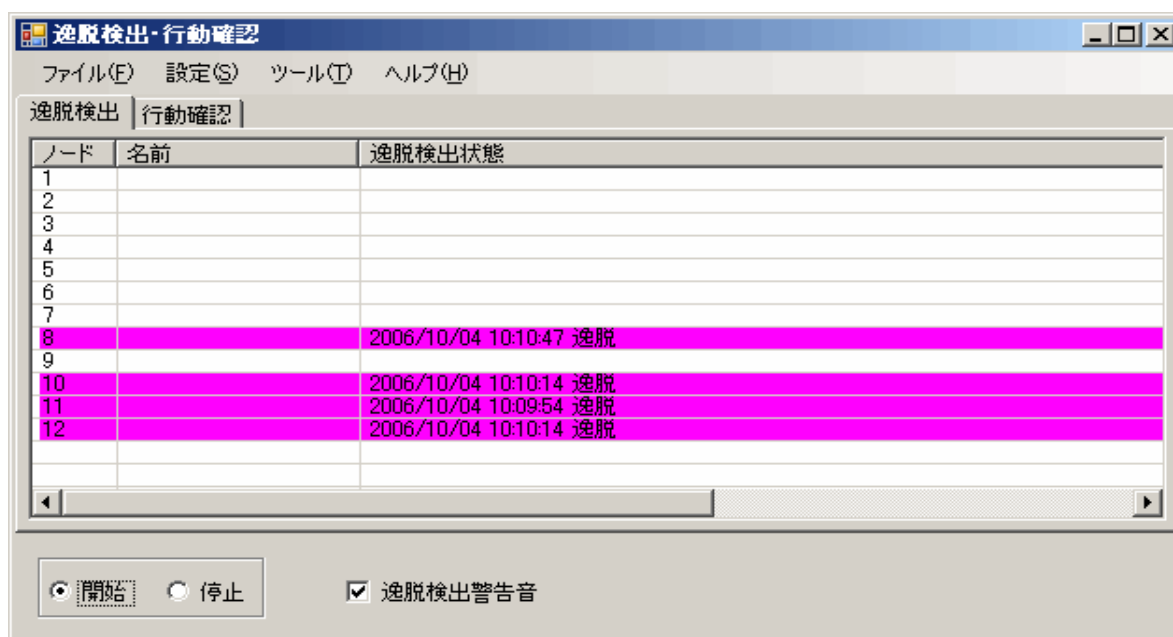 逸脱検出・行動確認
ファイル(F) 設定(S) ツール(T) ヘルプ(H)
逸脱検出 行動確認
ノード 名前 逸脱検出状態
1
2
3
4
5
6
7
8 2006/10/04 10:10:47 逸脱
9
10 2006/10/04 10:10:14 逸脱
11 2006/10/04 10:09:54 逸脱
12 2006/10/04 10:10:14 逸脱
開始 停止 逸脱検出警告音